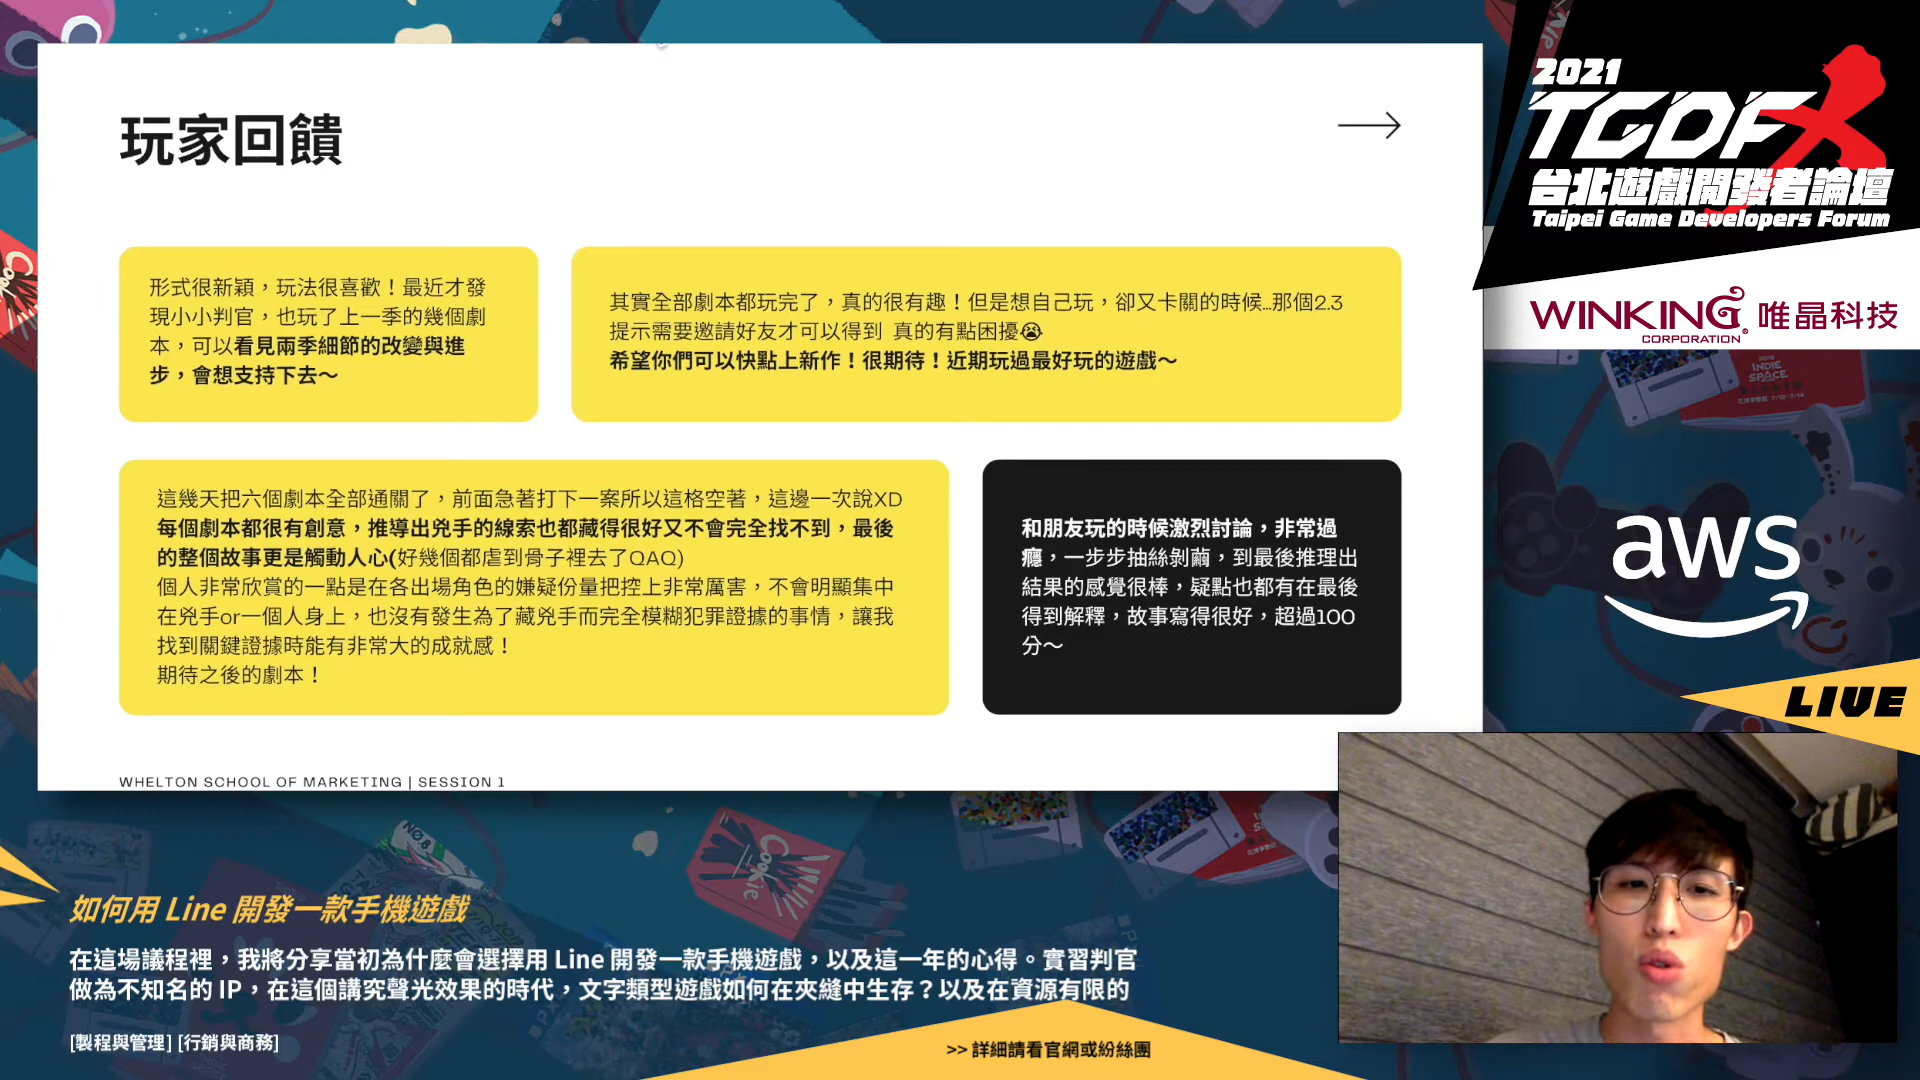 玩家回饋
形式很新穎，玩法很喜歡！最近才發
現小小判官，也玩了上一季的幾個劇
本，可以看見兩季細節的改變與進
步，會想支持下去～
其實全部劇本都玩完了，真的很有趣！但是想自己玩，卻又卡關的時候...那個2.3
提示需要邀請好友才可以得到 真的有點困擾😭
希望你們可以快點上新作！很期待！近期玩過最好玩的遊戲～
這幾天把六個劇本全部通關了，前面急著打下一案所以這格空著，這邊一次說XD
每個劇本都很有創意，推導出兇手的線索也都藏得很好又不會完全找不到，最後
的整個故事更是觸動人心(好幾個都虐到骨子裡去了QAQ)
個人非常欣賞的一點是在各出場角色的嫌疑份量把控上非常厲害，不會明顯集中
在兇手or一個人身上，也沒有發生為了藏兇手而完全模糊犯罪證據的事情，讓我
找到關鍵證據時能有非常大的成就感！
期待之後的劇本！
和朋友玩的時候激烈討論，非常過
癮，一步步抽絲剝繭，到最後推理出
結果的感覺很棒，疑點也都有在最後
得到解釋，故事寫得很好，超過100
分～
WHELTON SCHOOL OF MARKETING | SESSION 1
2021
TGDF X
台北遊戲開發者論壇
Taipei Game Developers Forum
WINKING 唯晶科技
CORPORATION
INDIE
SPACE
aws
LIVE
NO.8
Cookie
如何用 Line 開發一款手機遊戲
在這場議程裡，我將分享當初為什麼會選擇用 Line 開發一款手機遊戲，以及這一年的心得。實習判官
做為不知名的 IP，在這個講究聲光效果的時代，文字類型遊戲如何在夾縫中生存？以及在資源有限的
[製程與管理] [行銷與商務]
>> 詳細請看官網或紛絲團